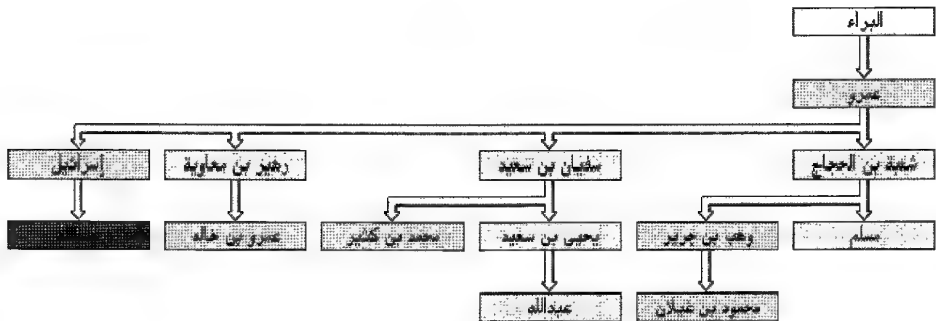 البراء
عمرو
شعبة بن الحجاج
سفيان بن سعيد
زهير بن معاوية
إسرائيل
مسلم
وهب بن جرير
يحيى بن سعيد
محمد بن كثير
عمرو بن خالد
محمود بن غيلان
عبدالله